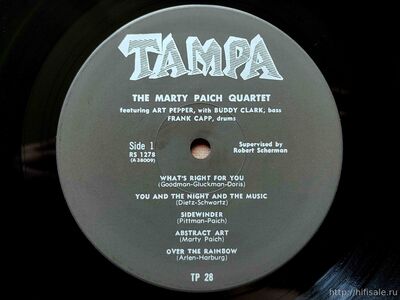 TAMPA
THE MARTY PAICH QUARTET
featuring ART PEPPER, with BUDDY CLARK, bass
FRANK CAPP, drums
Side 1
RS 1278
(A 38009)
Supervised by
Robert Scherman
WHAT'S RIGHT FOR YOU
(Goodman-Gluckman-Doris)
YOU AND THE NIGHT AND THE MUSIC
(Dietz-Schwartz)
SIDEWINDER
(Pittman-Paich)
ABSTRACT ART
(Marty Paich)
OVER THE RAINBOW
(Arlen-Harburg)
TP 28
http://hifisale.ru